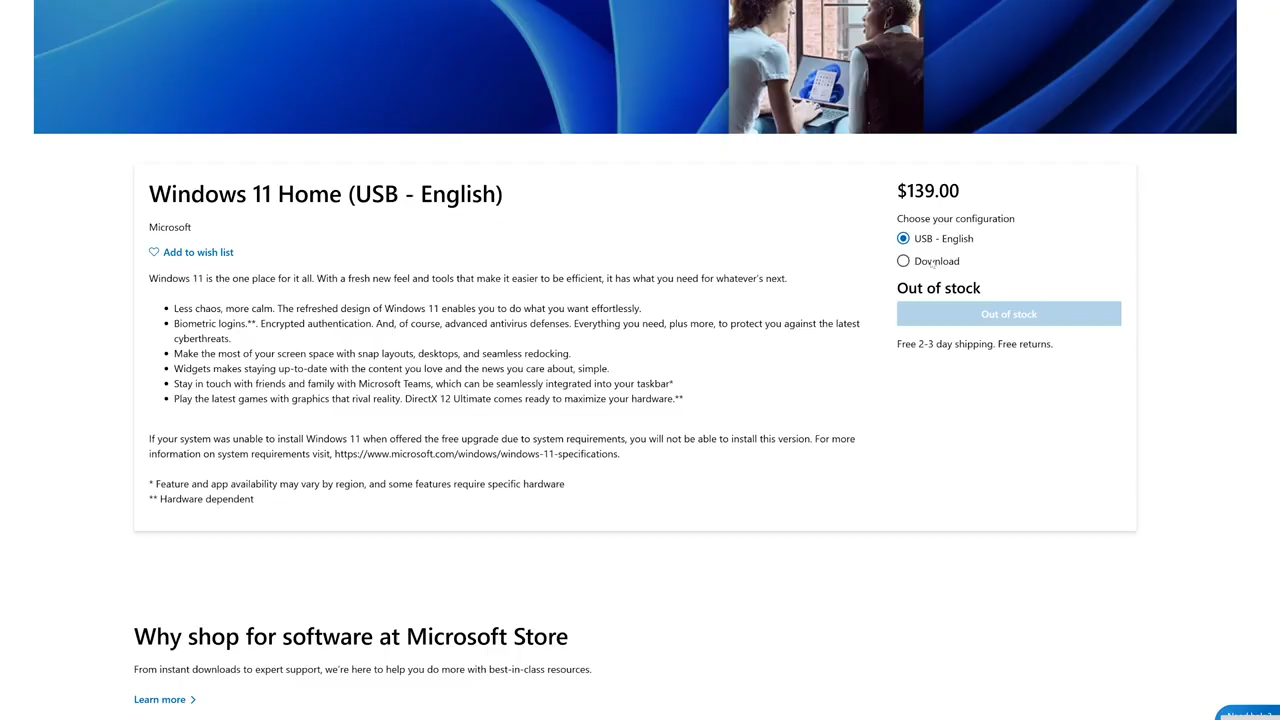 Windows 11 Home (USB - English)
Microsoft
Add to wish list
Windows 11 is the one place for it all. With a fresh new feel and tools that make it easier to be efficient, it has what you need for whatever's next.
• Less chaos, more calm. The refreshed design of Windows 11 enables you to do what you want effortlessly.
• Biometric logins.**. Encrypted authentication. And, of course, advanced antivirus defenses. Everything you need, plus more, to protect you against the latest
cyberthreats.
• Make the most of your screen space with snap layouts, desktops, and seamless redocking.
• Widgets makes staying up-to-date with the content you love and the news you care about, simple.
• Stay in touch with friends and family with Microsoft Teams, which can be seamlessly integrated into your taskbar*
• Play the latest games with graphics that rival reality. DirectX 12 Ultimate comes ready to maximize your hardware.**
If your system was unable to install Windows 11 when offered the free upgrade due to system requirements, you will not be able to install this version. For more
information on system requirements visit, https://www.microsoft.com/windows/windows-11-specifications.
* Feature and app availability may vary by region, and some features require specific hardware
** Hardware dependent
$139.00
Choose your configuration
USB - English
Download
Out of stock
Out of stock
Free 2-3 day shipping. Free returns.
Why shop for software at Microsoft Store
From instant downloads to expert support, we're here to help you do more with best-in-class resources.
Learn more